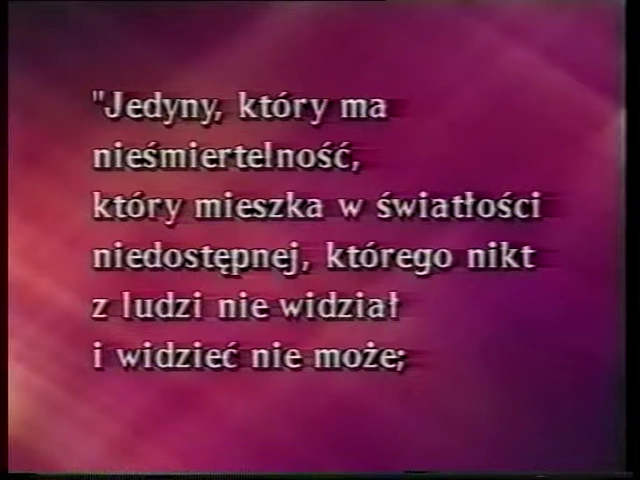 "Jedyny, który ma
nieśmiertelność,
który mieszka w światłości
niedostępnej, którego nikt
z ludzi nie widział
i widzieć nie może;